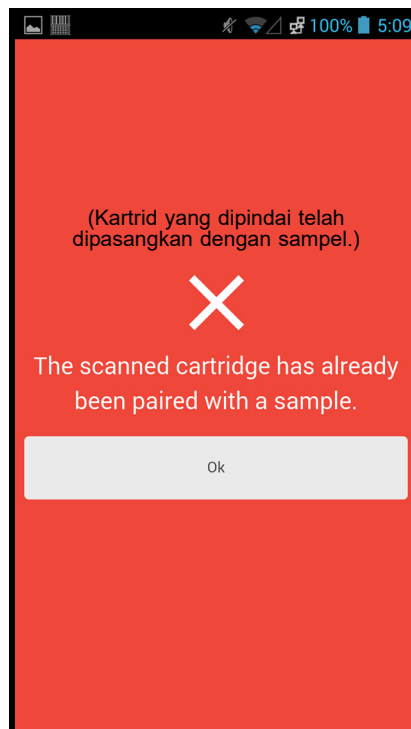 100% 5:09
(Kartrid yang dipindai telah
dipasangkan dengan sampel.)
The scanned cartridge has already
been paired with a sample.
Ok